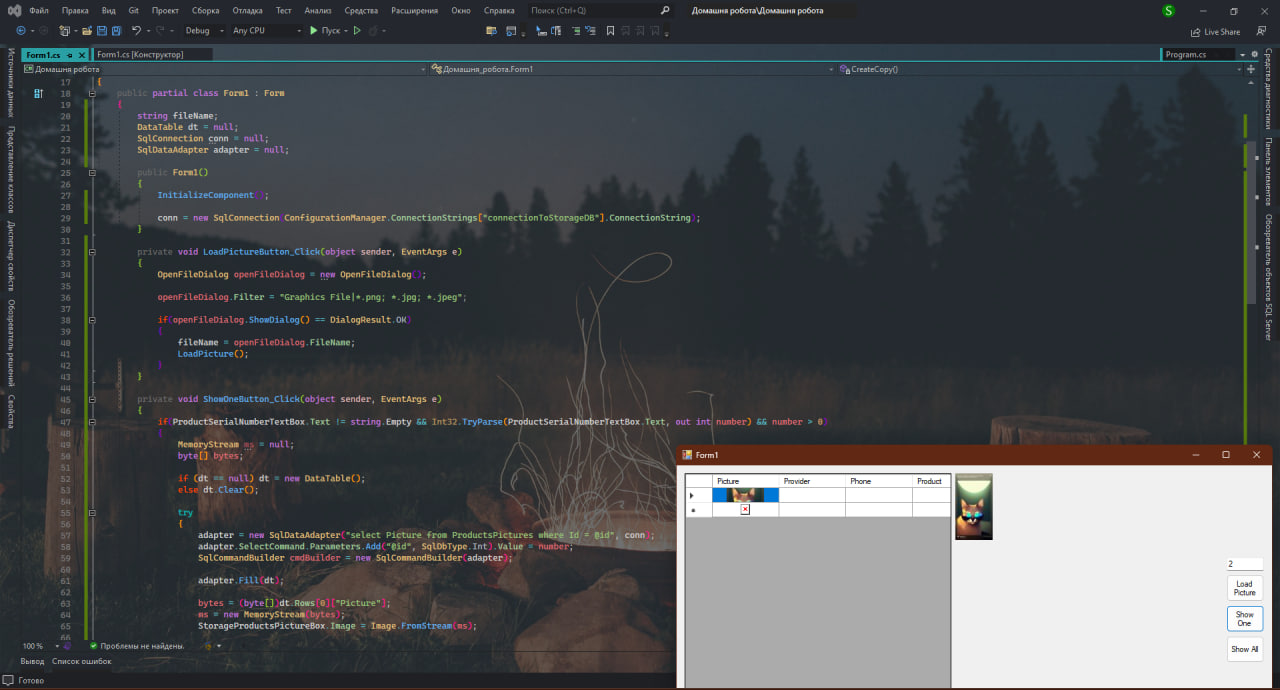 Файл Правка Вид Git Проект Сборка Отладка Тест Анализ Средства Расширения Окно Справка Поиск (Ctrl+Q) Домашня робота\Домашня робота S
Debug Any CPU Пуск Live Share
Form1.cs Form1.cs [Конструктор] Program.cs
Домашня робота Домашня_робота.Form1 CreateCopy()
Источники данных
Представление классов
Диспетчер свойств
Обозреватель решений
Свойства
17 {
18 public partial class Form1 : Form
19 {
20 string fileName;
21 DataTable dt = null;
22 SqlConnection conn = null;
23 SqlDataAdapter adapter = null;
24
25 public Form1()
26 {
27 InitializeComponent();
28
29 conn = new SqlConnection(ConfigurationManager.ConnectionStrings["connectionToStorageDB"].ConnectionString);
30 }
31
32 private void LoadPictureButton_Click(object sender, EventArgs e)
33 {
34 OpenFileDialog openFileDialog = new OpenFileDialog();
35
36 openFileDialog.Filter = "Graphics File|*.png; *.jpg; *.jpeg";
37
38 if(openFileDialog.ShowDialog() == DialogResult.OK)
39 {
40 fileName = openFileDialog.FileName;
41 LoadPicture();
42 }
43 }
44
45 private void ShowOneButton_Click(object sender, EventArgs e)
46 {
47 if(ProductSerialNumberTextBox.Text != string.Empty && Int32.TryParse(ProductSerialNumberTextBox.Text, out int number) && number > 0)
48 {
49 MemoryStream ms = null;
50 byte[] bytes;
51
52 if (dt == null) dt = new DataTable();
53 else dt.Clear();
54
55 try
56 {
57 adapter = new SqlDataAdapter("select Picture from ProductsPictures where Id = @id", conn);
58 adapter.SelectCommand.Parameters.Add("@id", SqlDbType.Int).Value = number;
59 SqlCommandBuilder cmdBuilder = new SqlCommandBuilder(adapter);
60
61 adapter.Fill(dt);
62
63 bytes = (byte[])dt.Rows[0]["Picture"];
64 ms = new MemoryStream(bytes);
65 StorageProductsPictureBox.Image = Image.FromStream(ms);
66
Средства диагностики
Панель элементов
Обозреватель объектов SQL Server
Form1
Picture Provider Phone Product
2
Load
Picture
Show
One
Show All
100 % Проблемы не найдены.
Вывод Список ошибок
Готово